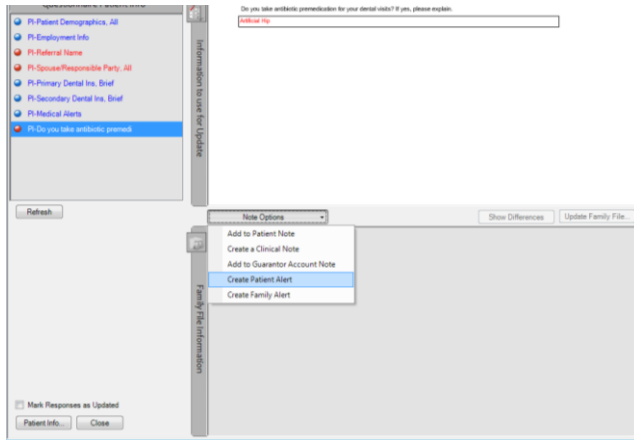 Questionnaire Patient Info
PI-Patient Demographics, All
PI-Employment Info
PI-Referral Name
PI-Spouse/Responsible Party, All
PI-Primary Dental Ins, Brief
PI-Secondary Dental Ins, Brief
PI-Medical Alerts
PI-Do you take antibiotic premedi
Refresh
Information to use for Update
Do you take antibiotic premedication for your dental visits? If yes, please explain.
Artificial Hip
Note Options
Show Differences
Update Family File...
Add to Patient Note
Create a Clinical Note
Add to Guarantor Account Note
Create Patient Alert
Create Family Alert
Family File Information
Mark Responses as Updated
Patient Info...
Close